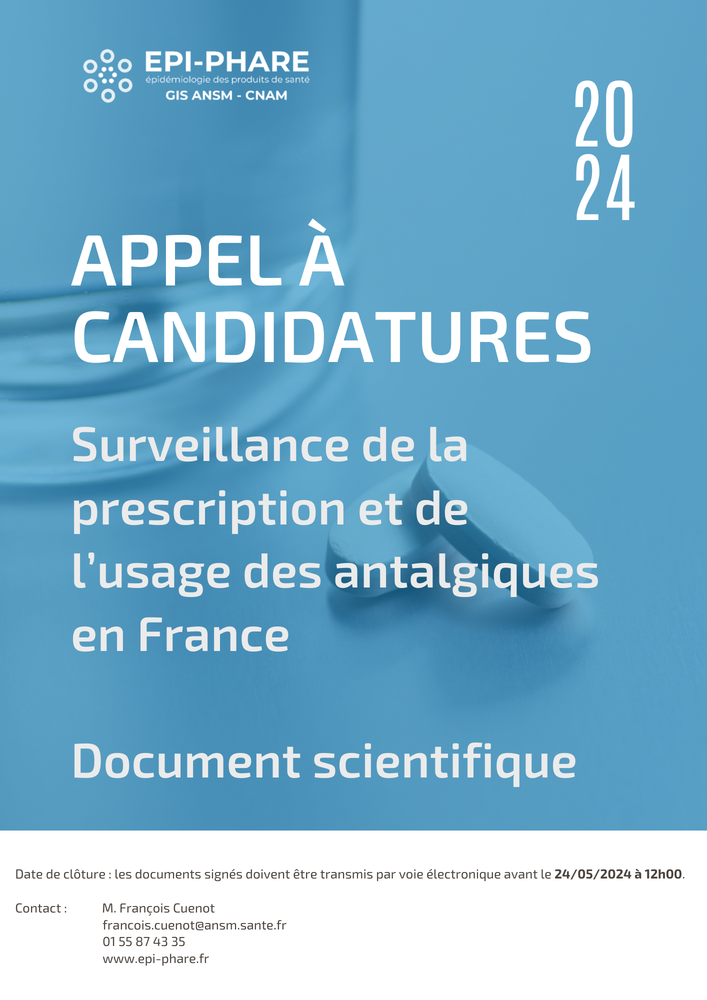 EPI-PHARE
épidémiologie des produits de santé
GIS ANSM - CNAM
20
24
APPEL À
CANDIDATURES
Surveillance de la
prescription et de
l’usage des antalgiques
en France
Document scientifique
Date de clôture : les documents signés doivent être transmis par voie électronique avant le 24/05/2024 à 12h00.
Contact : M. François Cuenot
francois.cuenot@ansm.sante.fr
01 55 87 43 35
www.epi-phare.fr